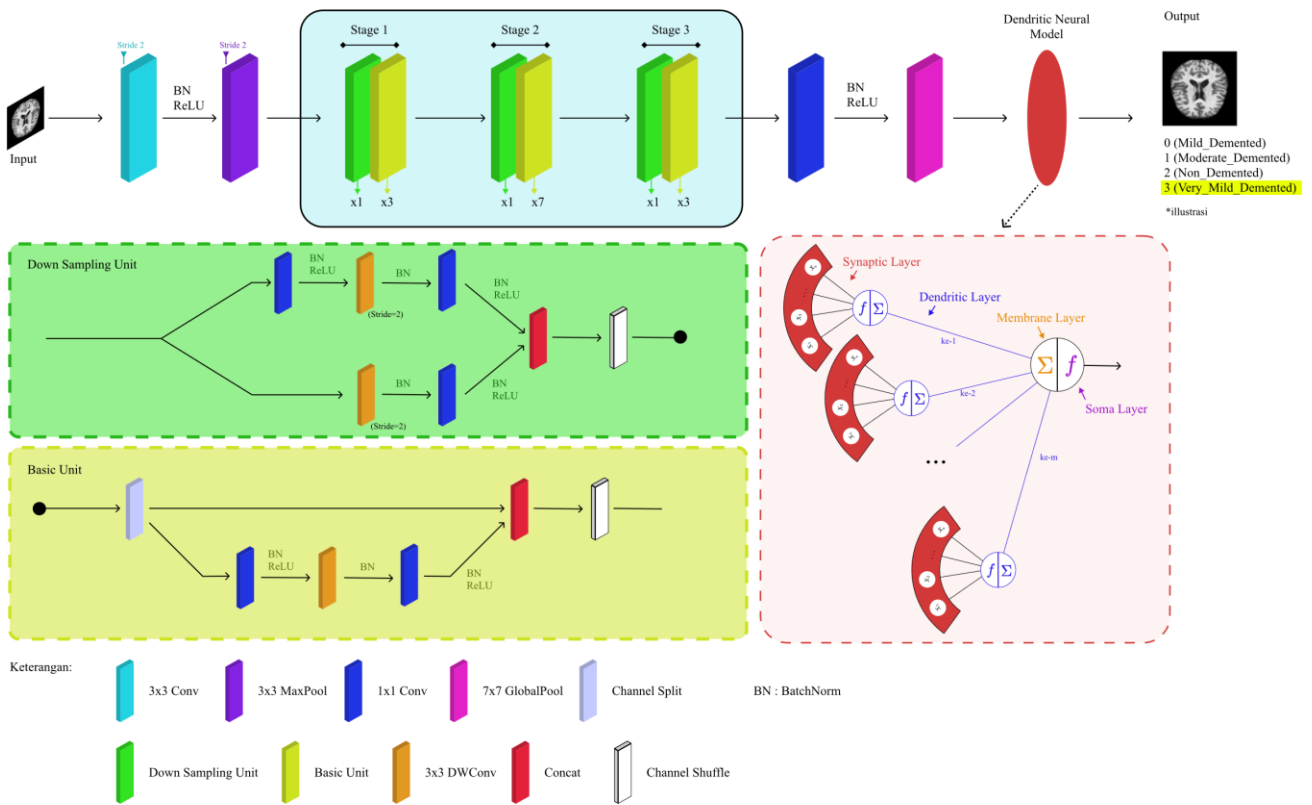 Input
Stride 2
BN
ReLU
Stride 2
Stage 1
x1
x3
Stage 2
x1
x7
Stage 3
x1
x3
BN
ReLU
Dendritic Neural
Model
Output
0 (Mild_Demented)
1 (Moderate_Demented)
2 (Non_Demented)
3 (Very_Mild_Demented)
*illustrasi
Down Sampling Unit
BN
ReLU
(Stride=2)
BN
BN
ReLU
(Stride=2)
BN
BN
ReLU
Basic Unit
BN
ReLU
BN
BN
ReLU
Synaptic Layer
Dendritic Layer
Membrane Layer
Soma Layer
f Σ
ke-1
f Σ
ke-2
Σ f
...
ke-m
f Σ
Keterangan:
3x3 Conv
3x3 MaxPool
1x1 Conv
7x7 GlobalPool
Channel Split
BN : BatchNorm
Down Sampling Unit
Basic Unit
3x3 DWConv
Concat
Channel Shuffle